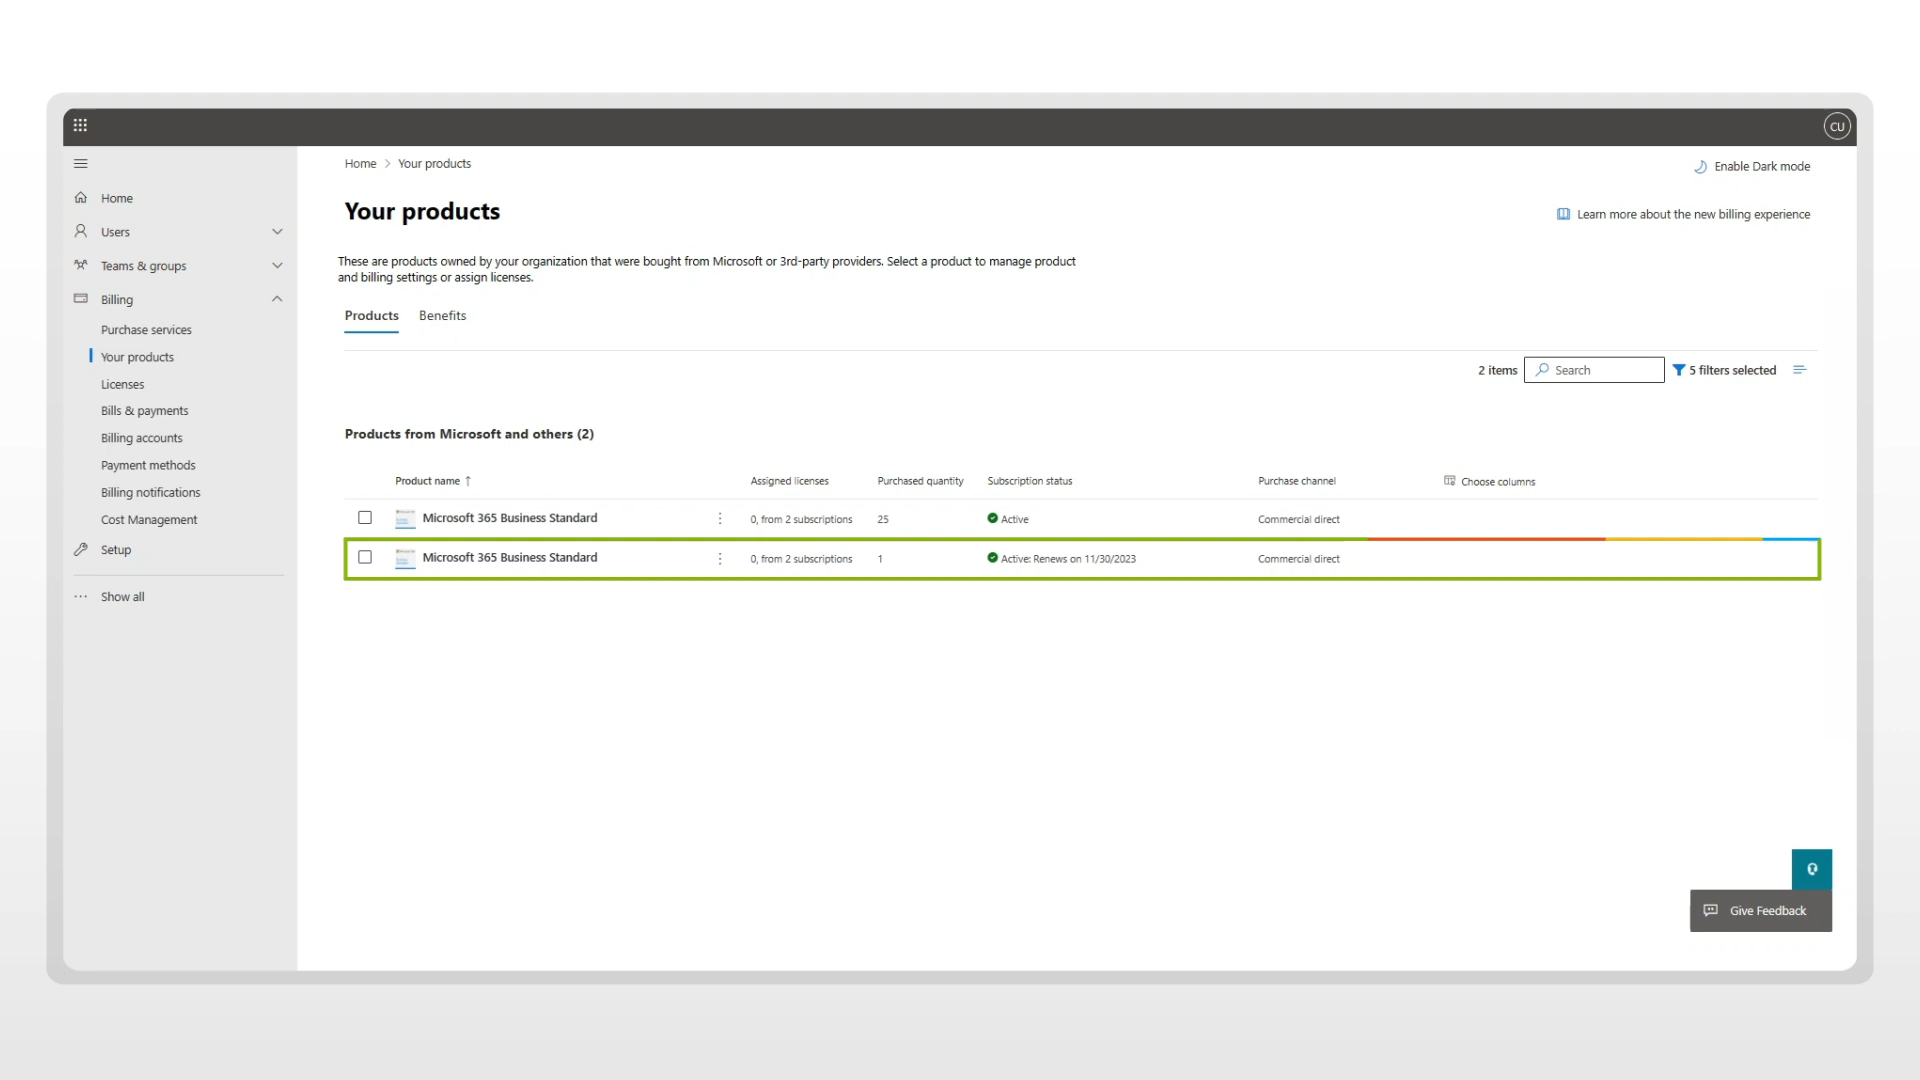 CU
Home
Users
Teams & groups
Billing
Purchase services
Your products
Licenses
Bills & payments
Billing accounts
Payment methods
Billing notifications
Cost Management
Setup
Show all
Home > Your products
Enable Dark mode
Your products
Learn more about the new billing experience
These are products owned by your organization that were bought from Microsoft or 3rd-party providers. Select a product to manage product
and billing settings or assign licenses.
Products Benefits
2 items Search 5 filters selected
Products from Microsoft and others (2)
Product name ↑ Assigned licenses Purchased quantity Subscription status Purchase channel Choose columns
Microsoft 365 Business Standard 0, from 2 subscriptions 25 Active Commercial direct
Microsoft 365 Business Standard 0, from 2 subscriptions 1 Active: Renews on 11/30/2023 Commercial direct
Give Feedback